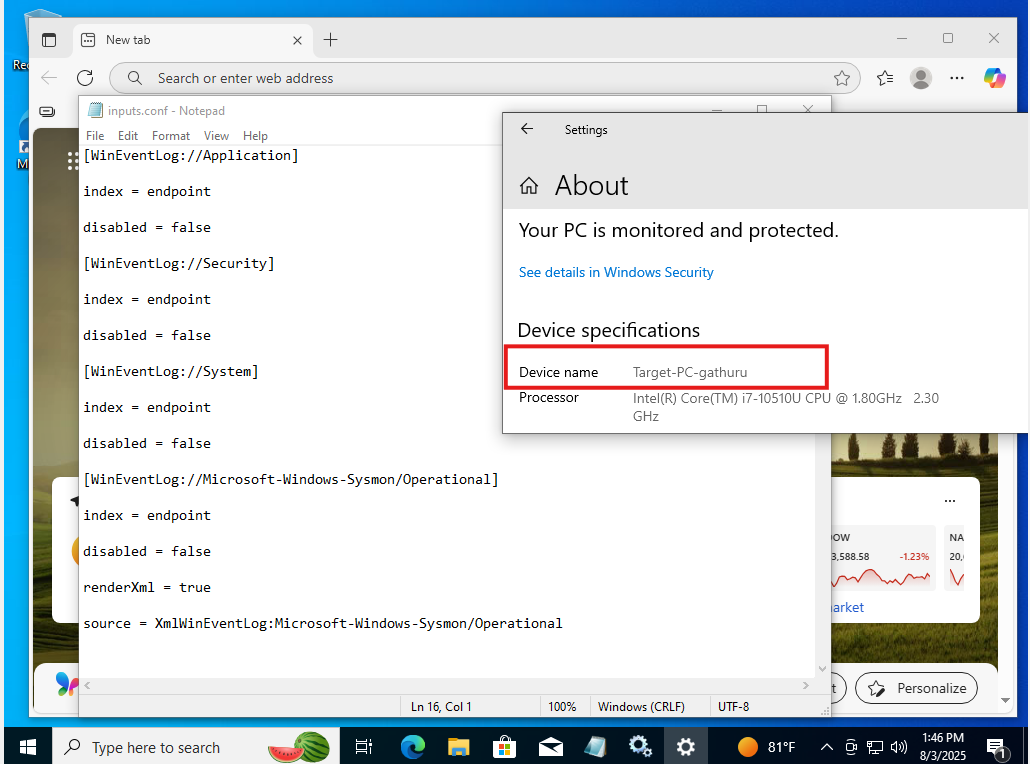 New tab
Search or enter web address
inputs.conf - Notepad
File Edit Format View Help
[WinEventLog://Application]
index = endpoint
disabled = false
[WinEventLog://Security]
index = endpoint
disabled = false
[WinEventLog://System]
index = endpoint
disabled = false
[WinEventLog://Microsoft-Windows-Sysmon/Operational]
index = endpoint
disabled = false
renderXml = true
source = XmlWinEventLog:Microsoft-Windows-Sysmon/Operational
Ln 16, Col 1 100% Windows (CRLF) UTF-8
Settings
About
Your PC is monitored and protected.
See details in Windows Security
Device specifications
Device name Target-PC-gathuru
Processor Intel(R) Core(TM) i7-10510U CPU @ 1.80GHz 2.30
GHz
OW NA
3,588.58 -1.23% 20,
arket
Personalize
Type here to search
81°F
1:46 PM
8/3/2025
1